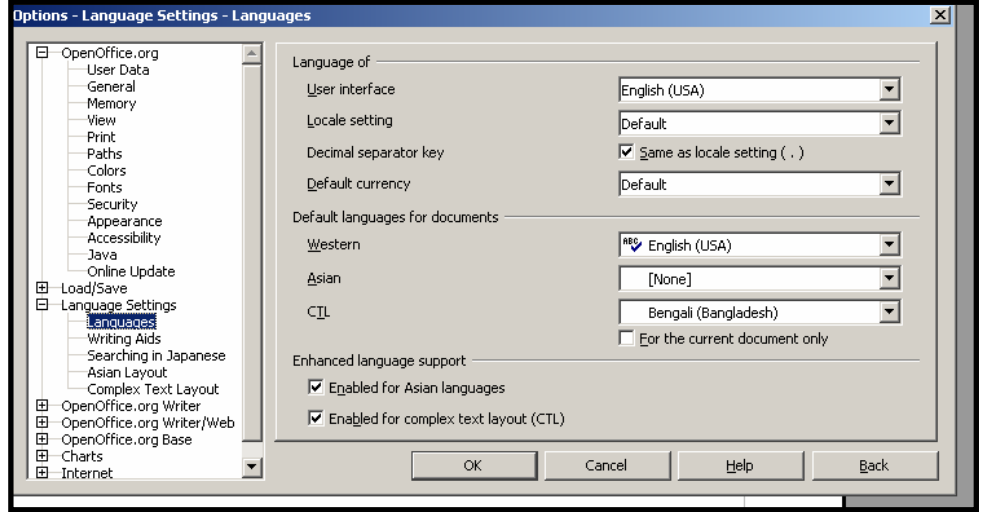 Options - Language Settings - Languages
OpenOffice.org
User Data
General
Memory
View
Print
Paths
Colors
Fonts
Security
Appearance
Accessibility
Java
Online Update
Load/Save
Language Settings
Languages
Writing Aids
Searching in Japanese
Asian Layout
Complex Text Layout
OpenOffice.org Writer
OpenOffice.org Writer/Web
OpenOffice.org Base
Charts
Internet
Language of
User interface English (USA)
Locale setting Default
Decimal separator key Same as locale setting ( . )
Default currency Default
Default languages for documents
Western ABC English (USA)
Asian [None]
CTL Bengali (Bangladesh)
For the current document only
Enhanced language support
Enabled for Asian languages
Enabled for complex text layout (CTL)
OK Cancel Help Back